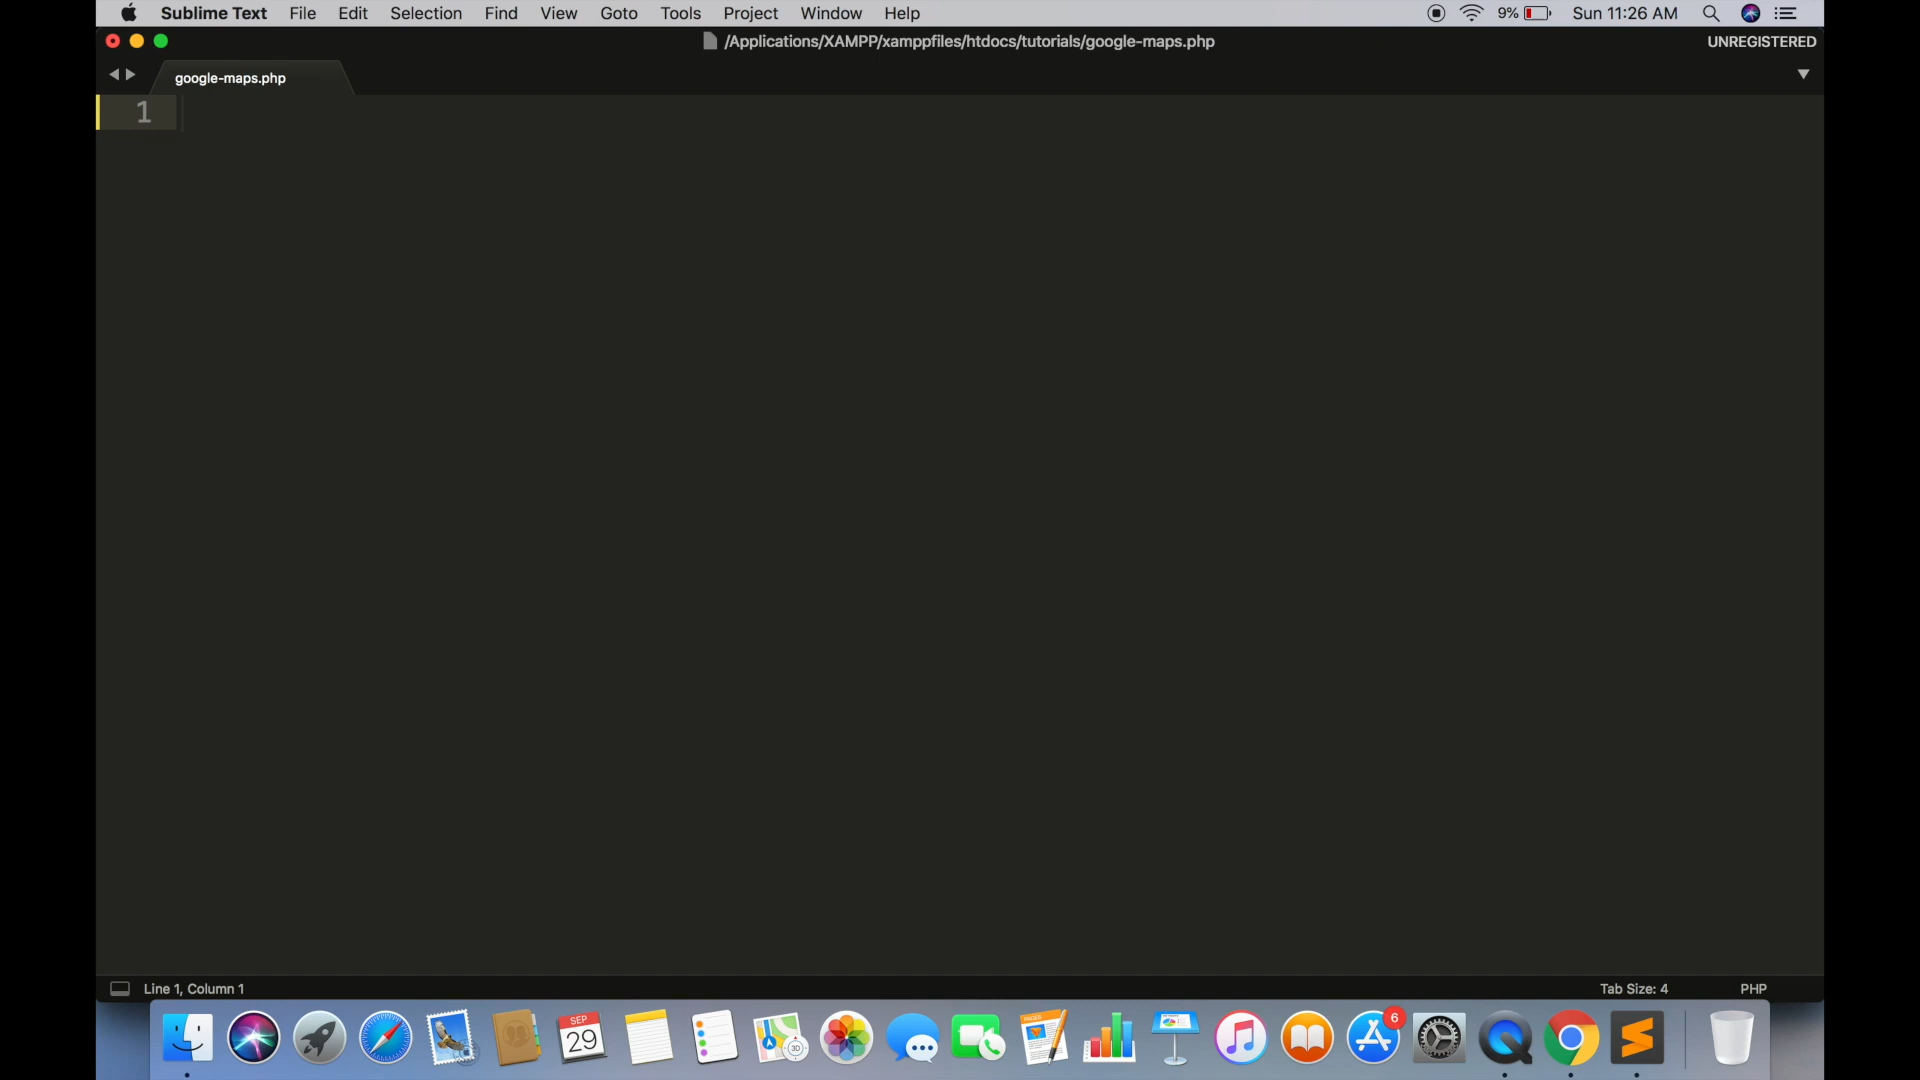 Sublime Text File Edit Selection Find View Goto Tools Project Window Help 9% Sun 11:26 AM
/Applications/XAMPP/xamppfiles/htdocs/tutorials/google-maps.php UNREGISTERED
google-maps.php
1
Line 1, Column 1 Tab Size: 4 PHP
SEP
29
6